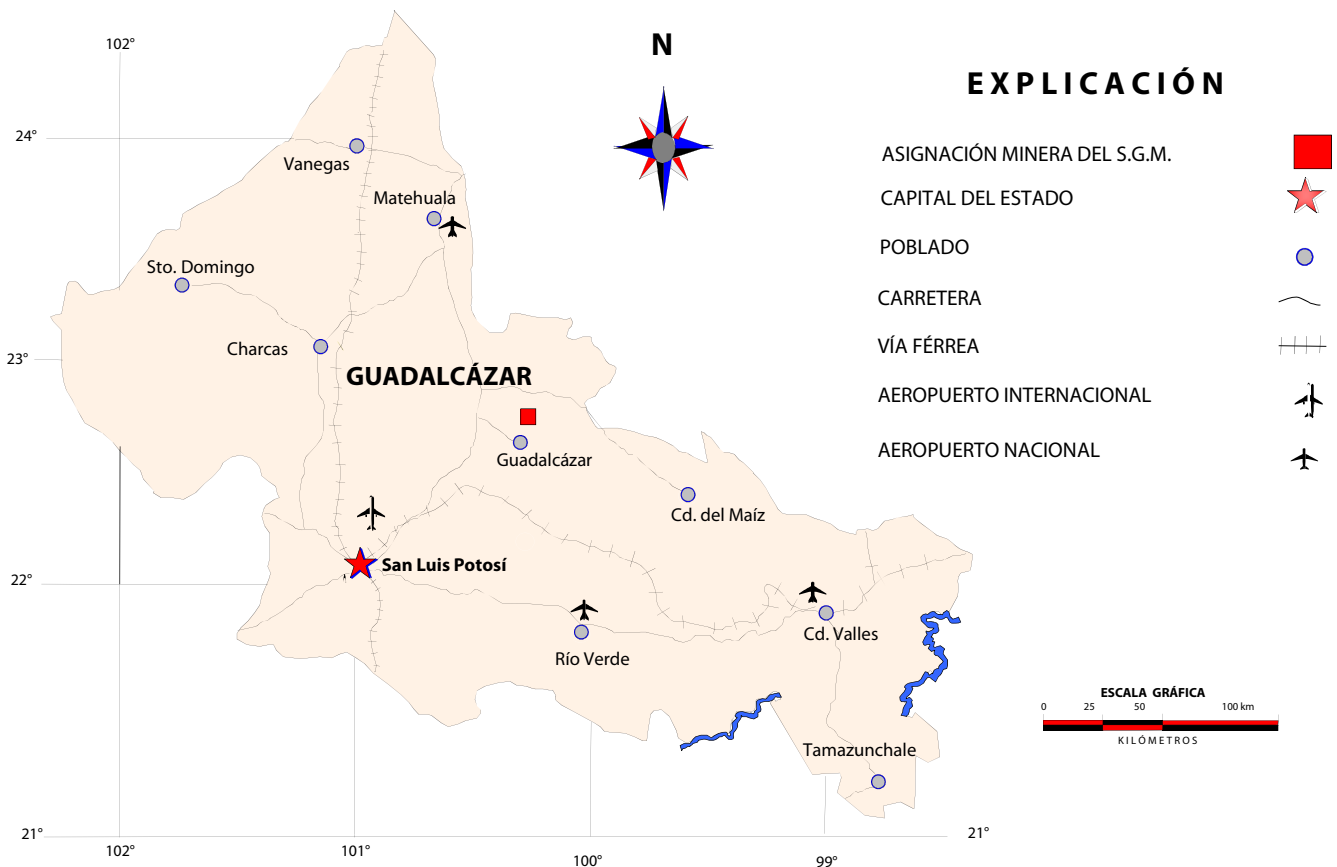 102°
N
EXPLICACIÓN
24°
Vanegas
Matehuala
Sto. Domingo
Charcas
23°
GUADALCÁZAR
Guadalcázar
Cd. del Maíz
San Luis Potosí
22°
Cd. Valles
Río Verde
Tamazunchale
21°
21°
102°
101°
100°
99°
ASIGNACIÓN MINERA DEL S.G.M.
CAPITAL DEL ESTADO
POBLADO
CARRETERA
VÍA FÉRREA
AEROPUERTO INTERNACIONAL
AEROPUERTO NACIONAL
ESCALA GRÁFICA
0 25 50 100 km
KILÓMETROS